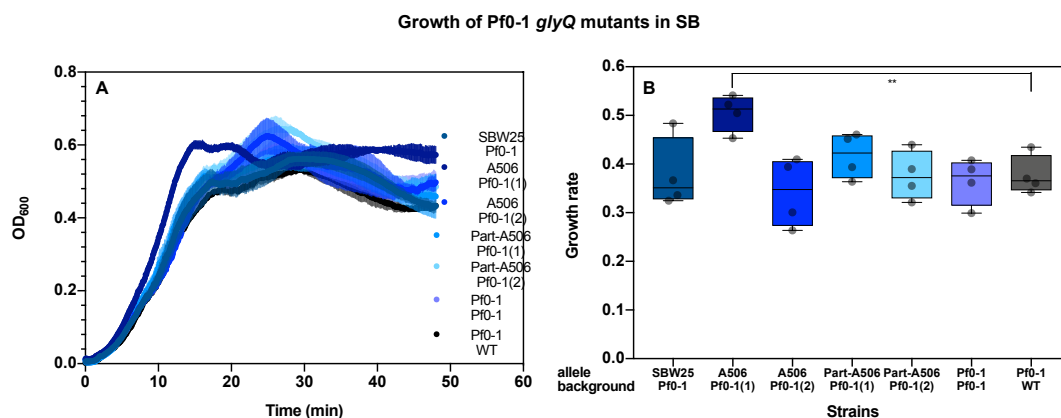 Growth of Pf0-1 glyQ mutants in SB
A
0.8
0.6
0.4
0.2
0.0
OD600
0
10
20
30
40
50
60
Time (min)
SBW25
Pf0-1
A506
Pf0-1(1)
A506
Pf0-1(2)
Part-A506
Pf0-1(1)
Part-A506
Pf0-1(2)
Pf0-1
Pf0-1
Pf0-1
WT
B
**
0.6
0.5
0.4
0.3
0.2
0.1
0.0
Growth rate
allele SBW25 A506 A506 Part-A506 Part-A506 Pf0-1 Pf0-1
background Pf0-1 Pf0-1(1) Pf0-1(2) Pf0-1(1) Pf0-1(2) Pf0-1 WT
Strains